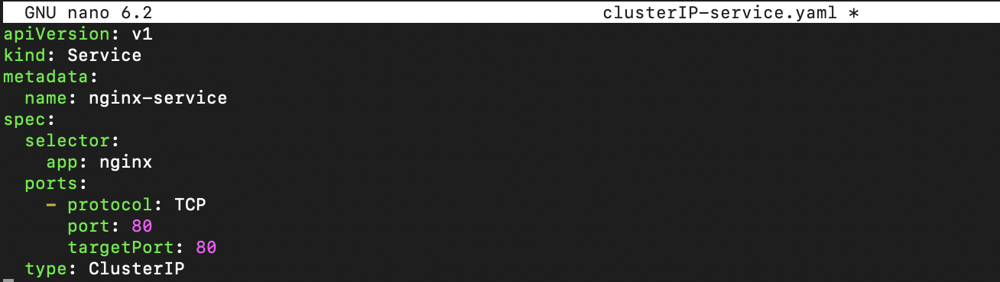 GNU nano 6.2 clusterIP-service.yaml *
apiVersion: v1
kind: Service
metadata:
  name: nginx-service
spec:
  selector:
    app: nginx
  ports:
    - protocol: TCP
      port: 80
      targetPort: 80
  type: ClusterIP